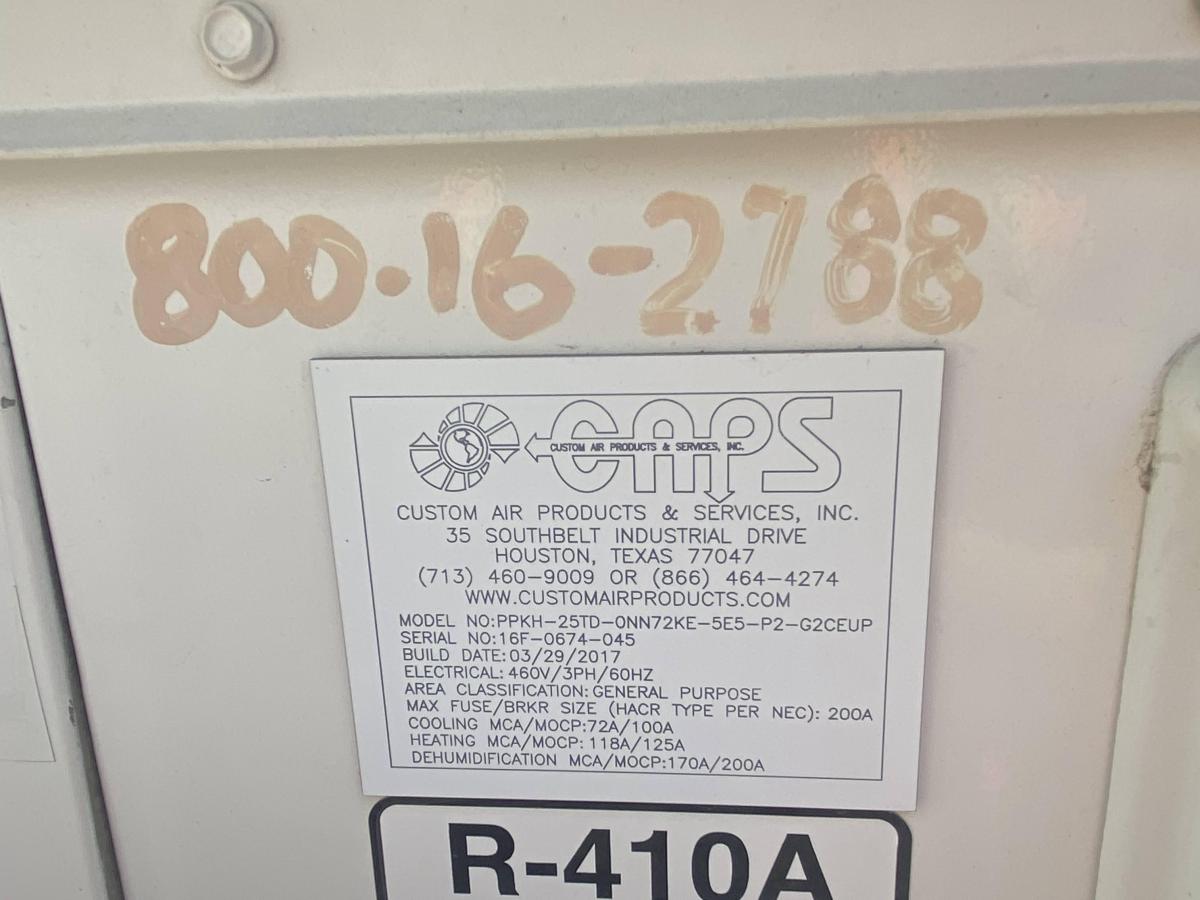 800·16-2788
CAPS
CUSTOM AIR PRODUCTS & SERVICES, INC.
CUSTOM AIR PRODUCTS & SERVICES, INC.
35 SOUTHBELT INDUSTRIAL DRIVE
HOUSTON, TEXAS 77047
(713) 460-9009 OR (866) 464-4274
WWW.CUSTOMAIRPRODUCTS.COM
MODEL NO:PPKH-25TD-0NN72KE-5E5-P2-G2CEUP
SERIAL NO:16F-0674-045
BUILD DATE:03/29/2017
ELECTRICAL:460V/3PH/60HZ
AREA CLASSIFICATION:GENERAL PURPOSE
MAX FUSE/BRKR SIZE (HACR TYPE PER NEC): 200A
COOLING MCA/MOCP:72A/100A
HEATING MCA/MOCP: 118A/125A
DEHUMIDIFICATION MCA/MOCP:170A/200A
R-410A